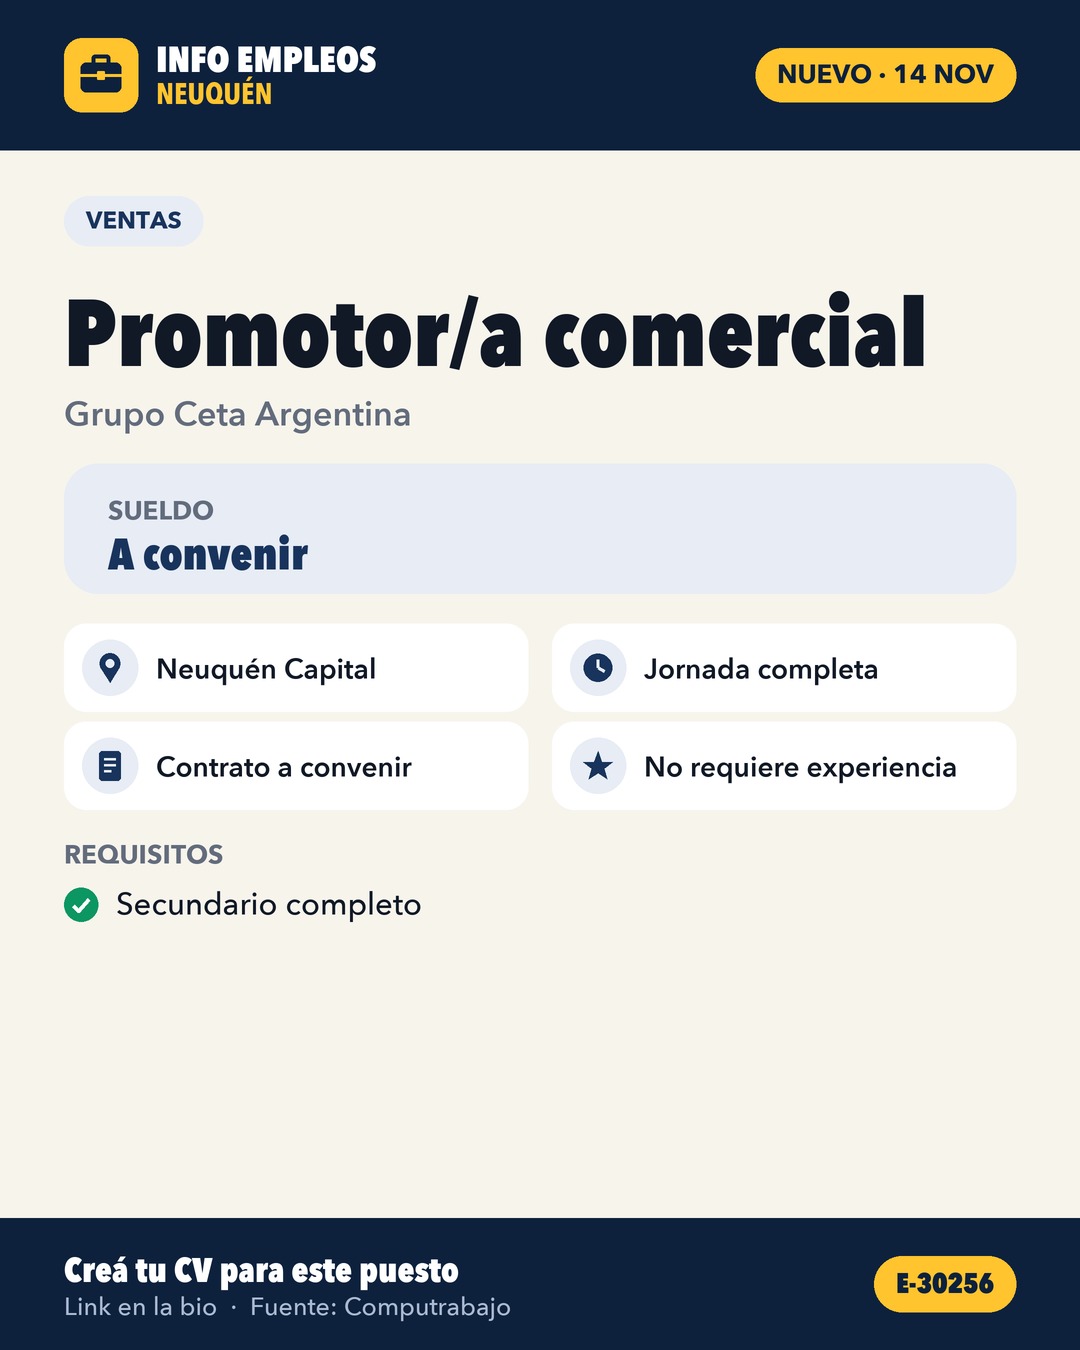 INFO EMPLEOS
NEUQUÉN
NUEVO · 14 NOV
VENTAS
Promotor/a comercial
Grupo Ceta Argentina
SUELDO
A convenir
Neuquén Capital
Jornada completa
Contrato a convenir
No requiere experiencia
REQUISITOS
Secundario completo
Creá tu CV para este puesto
Link en la bio · Fuente: Computrabajo
E-30256